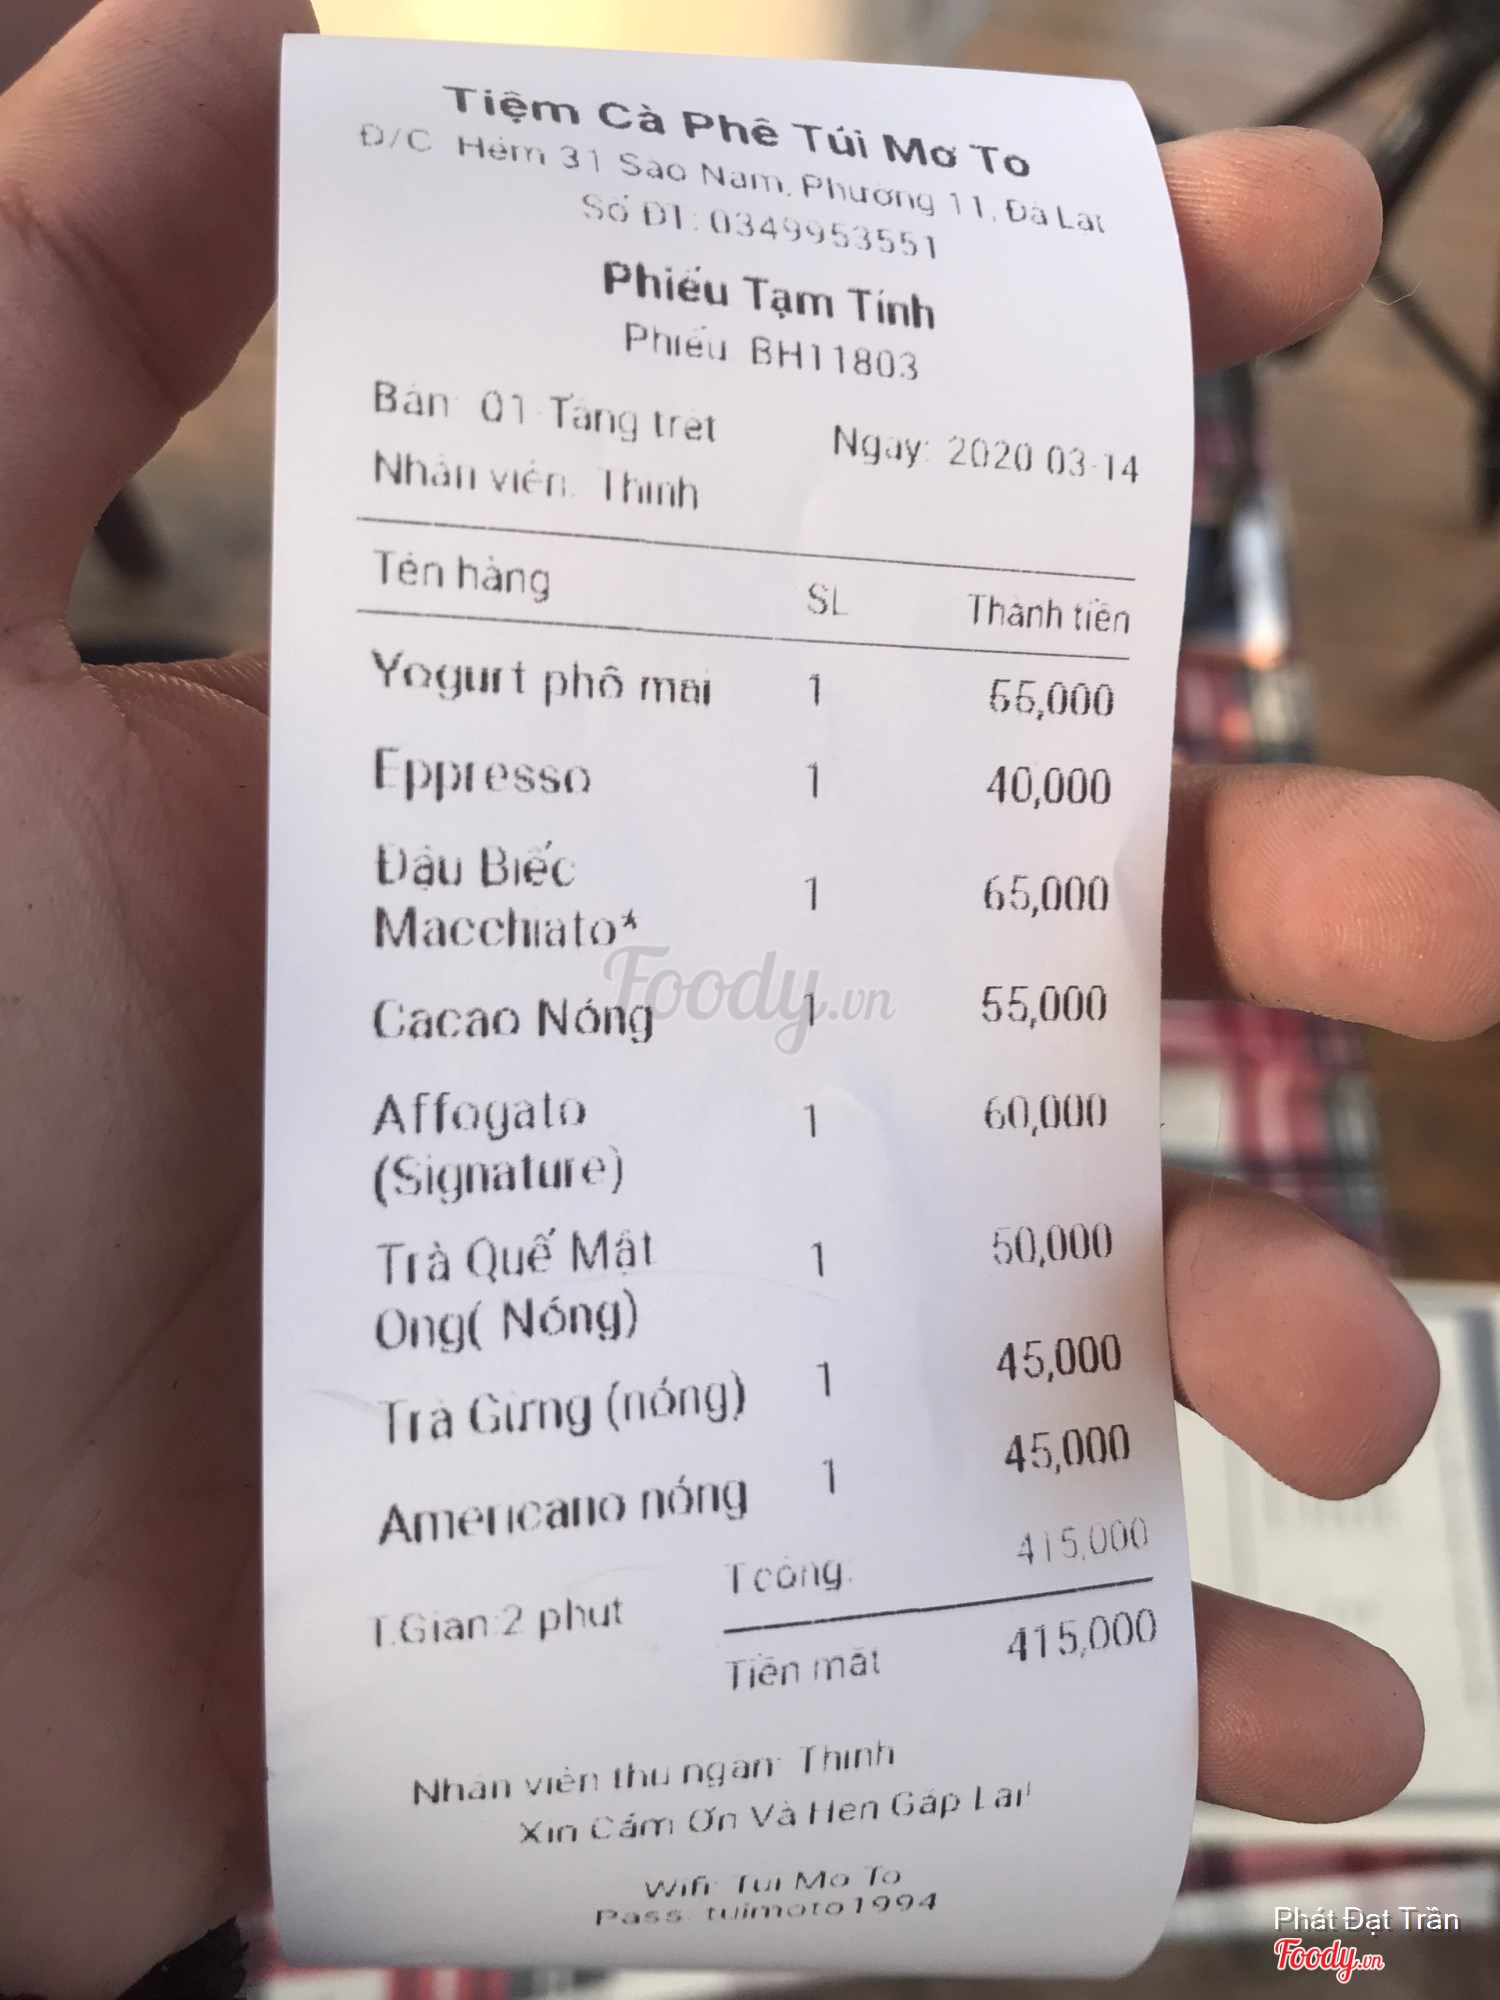 Tiệm Cà Phê Túi Mơ To
Đ/C Hẻm 31 Sào Nam, Phường 11, Đà Lạt
Số ĐT: 0349953551
Phiếu Tạm Tính
Phiếu BH11803
Bàn: 01-Tầng trệt Ngày: 2020-03-14
Nhân viên: Thịnh
Tên hàng SL Thành tiền
Yogurt phô mai 1 55,000
Eppresso 1 40,000
Đậu Biếc
Macchiato* 1 65,000
Cacao Nóng 1 55,000
Affogato
(Signature) 1 60,000
Trà Quế Mật
Ong( Nóng) 1 50,000
Trà Gừng (nóng) 1 45,000
Americano nóng 1 45,000
T.cộng: 415,000
T.Gian:2 phút
Tiền mặt 415,000
Nhân viên thu ngân: Thịnh
Xin Cảm Ơn Và Hẹn Gặp Lại!
Wifi: Tui Mo To
Pass: tuimoto1994
Foody.vn
Phát Đạt Trần
Foody.vn